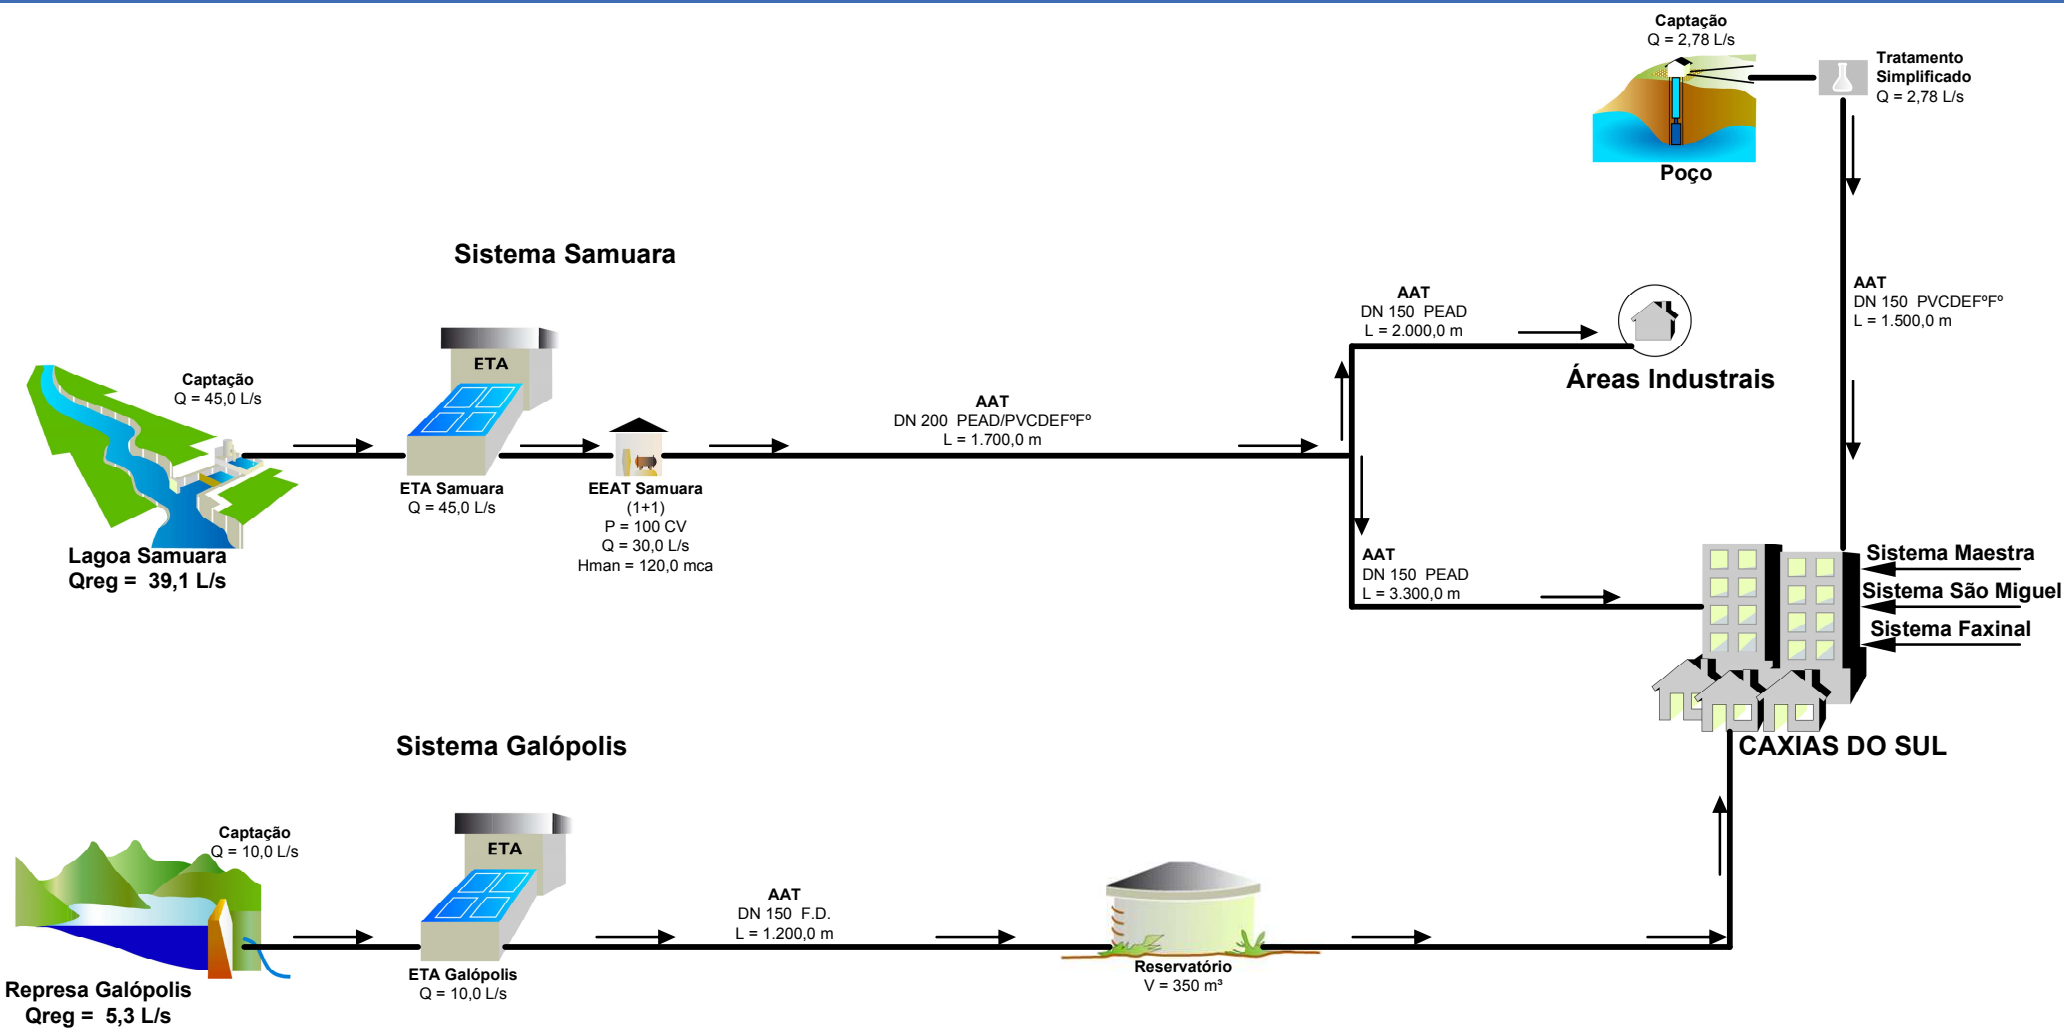 Captação
Q = 2,78 L/s
Tratamento
Simplificado
Q = 2,78 L/s
Poço
Sistema Samuara
AAT
DN 150 PEAD
L = 2.000,0 m
AAT
DN 150 PVCDEFºFº
L = 1.500,0 m
Áreas Industrais
ETA
Captação
Q = 45,0 L/s
AAT
DN 200 PEAD/PVCDEFºFº
L = 1.700,0 m
ETA Samuara
Q = 45,0 L/s
EEAT Samuara
(1+1)
P = 100 CV
Q = 30,0 L/s
Hman = 120,0 mca
Lagoa Samuara
Qreg = 39,1 L/s
AAT
DN 150 PEAD
L = 3.300,0 m
Sistema Maestra
Sistema São Miguel
Sistema Faxinal
CAXIAS DO SUL
Sistema Galópolis
Captação
Q = 10,0 L/s
ETA
AAT
DN 150 F.D.
L = 1.200,0 m
ETA Galópolis
Q = 10,0 L/s
Reservatório
V = 350 m³
Represa Galópolis
Qreg = 5,3 L/s